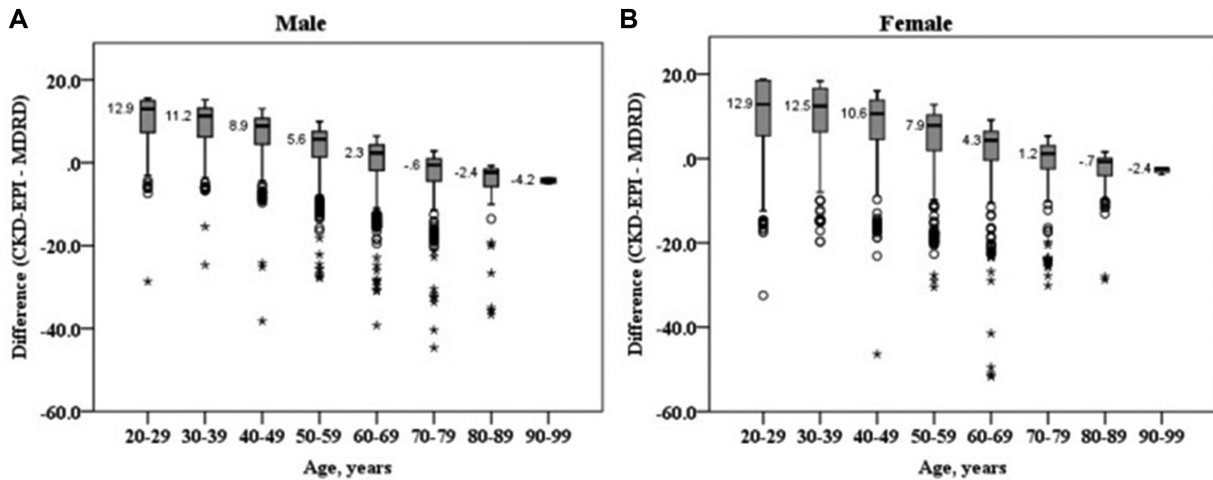 A
Male
Difference (CKD-EPI - MDRD)
20.0
.0
-20.0
-40.0
-60.0
12.9
11.2
8.9
5.6
2.3
-.6
-2.4
-4.2
20-29 30-39 40-49 50-59 60-69 70-79 80-89 90-99
Age, years
B
Female
Difference (CKD-EPI - MDRD)
20.0
.0
-20.0
-40.0
-60.0
12.9
12.5
10.6
7.9
4.3
1.2
-.7
-2.4
20-29 30-39 40-49 50-59 60-69 70-79 80-89 90-99
Age, years